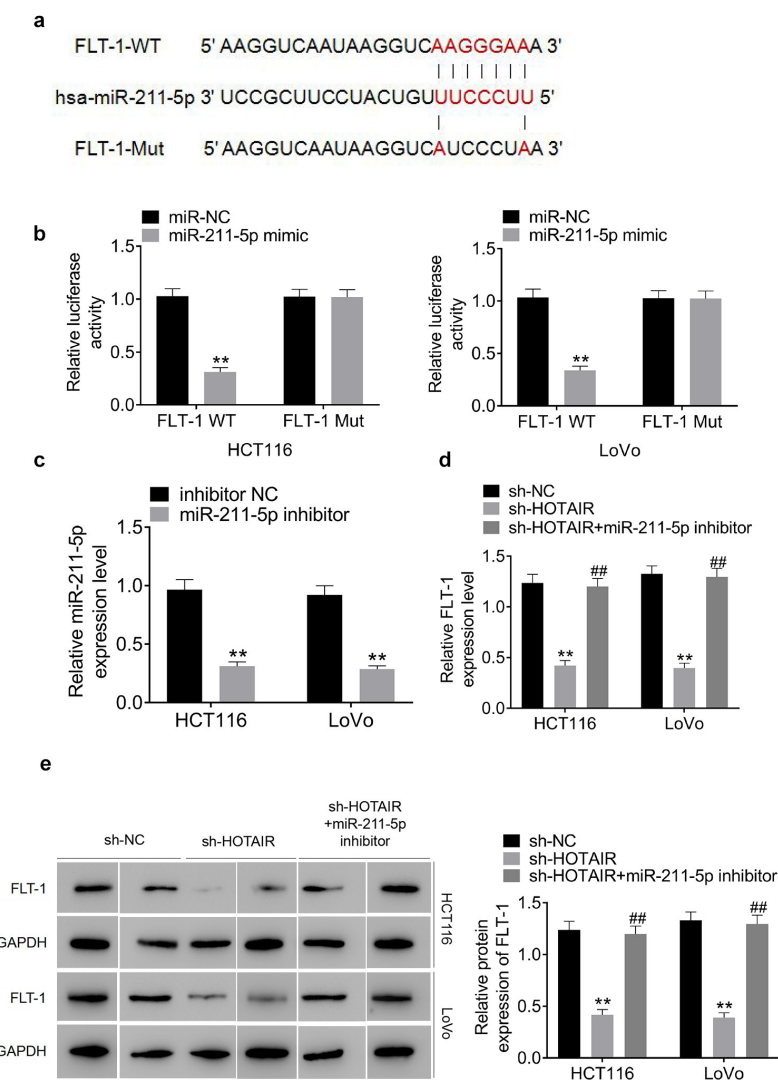 a
FLT-1-WT 5' AAGGUCAAUAAGGUCAAGGGAAA 3'
hsa-miR-211-5p 3' UCCGCUUCCUACUGUUUCCCUU 5'
FLT-1-Mut 5' AAGGUCAAUAAGGUCAUCCCUAA 3'
b
miR-NC
miR-211-5p mimic
Relative luciferase
activity
1.5
1.0
0.5
0.0
**
FLT-1 WT FLT-1 Mut
HCT116
miR-NC
miR-211-5p mimic
Relative luciferase
activity
1.5
1.0
0.5
0.0
**
FLT-1 WT FLT-1 Mut
LoVo
c
inhibitor NC
miR-211-5p inhibitor
Relative miR-211-5p
expression level
1.5
1.0
0.5
0.0
** **
HCT116 LoVo
d
sh-NC
sh-HOTAIR
sh-HOTAIR+miR-211-5p inhibitor
Relative FLT-1
expression level
1.5
1.0
0.5
0.0
** ## ** ##
HCT116 LoVo
e
sh-NC sh-HOTAIR
sh-HOTAIR
+miR-211-5p
inhibitor
FLT-1
GAPDH
HCT116
FLT-1
GAPDH
LoVo
sh-NC
sh-HOTAIR
sh-HOTAIR+miR-211-5p inhibitor
Relative protein
expression of FLT-1
1.5
1.0
0.5
0.0
** ## ** ##
HCT116 LoVo